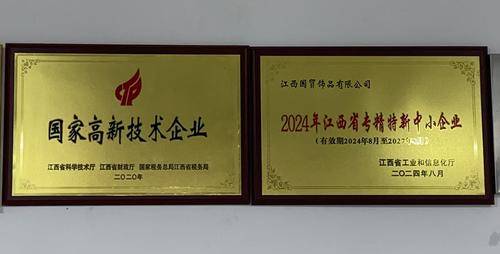 国家高新技术企业
江西省科学技术厅 江西省财政厅 国家税务总局江西省税务局
二〇二〇年
江西国贸饰品有限公司
2024年江西省专精特新中小企业
(有效期2024年8月至2027年
江西省工业和信息化厅
二〇二四年八月